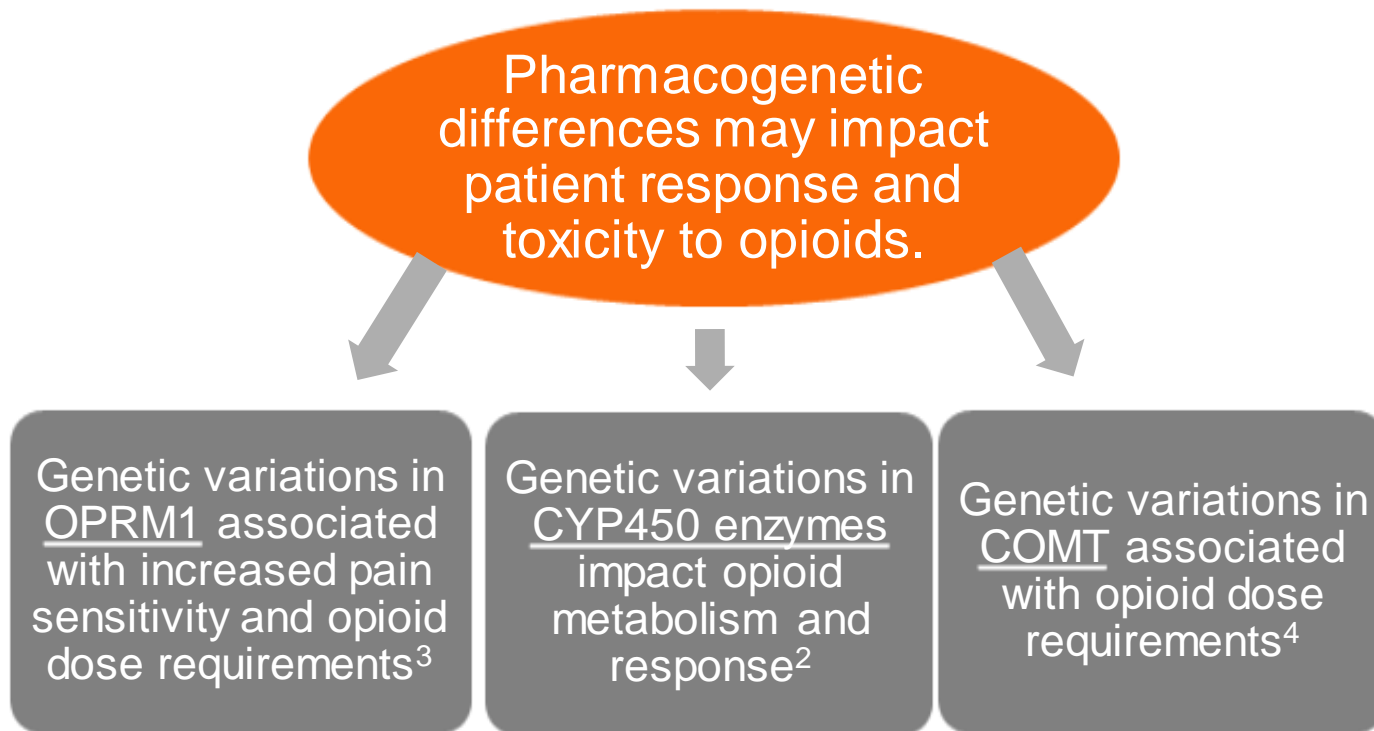 Pharmacogenetic
differences may impact
patient response and
toxicity to opioids.
Genetic variations in
OPRM1 associated
with increased pain
sensitivity and opioid
dose requirements³
Genetic variations in
CYP450 enzymes
impact opioid
metabolism and
response²
Genetic variations in
COMT associated
with opioid dose
requirements⁴